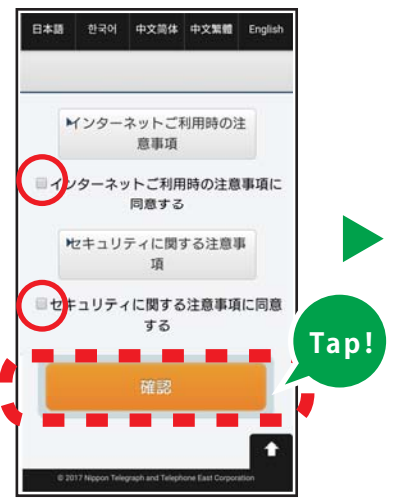 日本語 한국어 中文简体 中文繁體 English
インターネットご利用時の注
意事項
インターネットご利用時の注意事項に
同意する
セキュリティに関する注意事
項
セキュリティに関する注意事項に同意
する
Tap!
確認
© 2017 Nippon Telegraph and Telephone East Corporation